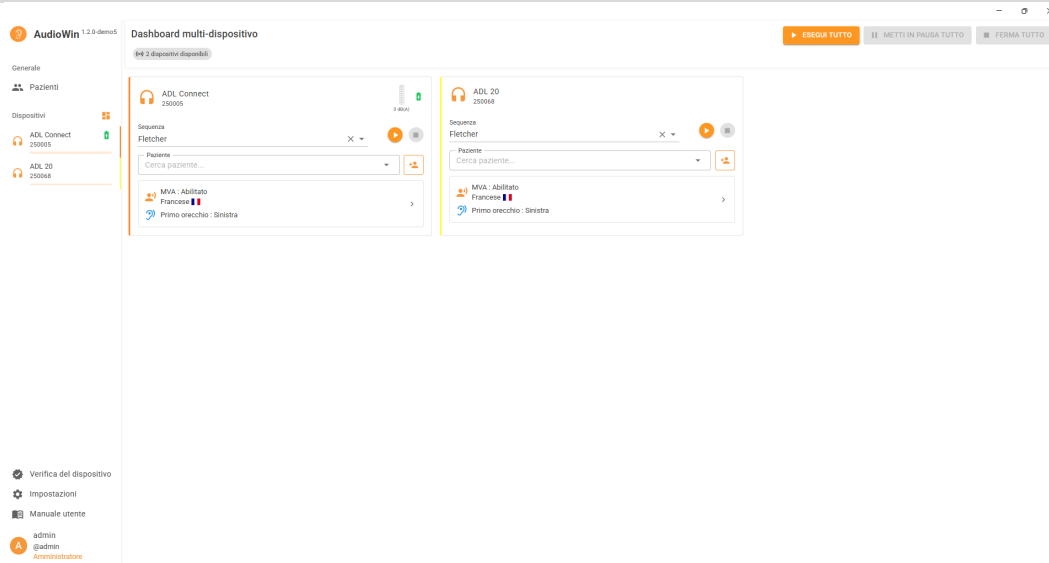 AudioWin 1.2.0-demo5
Generale
Pazienti
Dispositivi
ADL Connect
250005
ADL 20
250068
Verifica del dispositivo
Impostazioni
Manuale utente
A
admin
@admin
Amministratore
Dashboard multi-dispositivo
2 dispositivi disponibili
ESEGUI TUTTO
METTI IN PAUSA TUTTO
FERMA TUTTO
ADL Connect
250005
0 dB(A)
Sequenza
Fletcher
Paziente
Cerca paziente...
MVA : Abilitato
Francese
Primo orecchio : Sinistra
ADL 20
250068
Sequenza
Fletcher
Paziente
Cerca paziente...
MVA : Abilitato
Francese
Primo orecchio : Sinistra